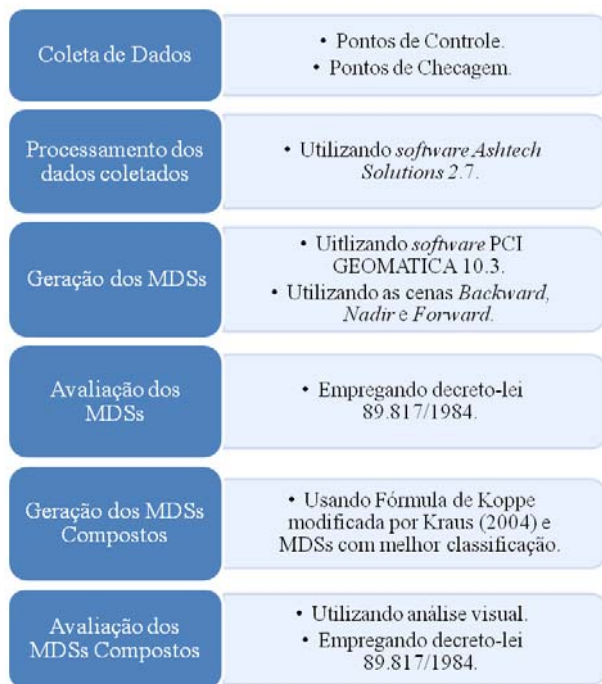 Coleta de Dados
• Pontos de Controle.
• Pontos de Checagem.
Processamento dos
dados coletados
• Utilizando software Ashtech
Solutions 2.7.
Geração dos MDSs
• Uitlizando software PCI
GEOMATICA 10.3.
• Utilizando as cenas Backward,
Nadir e Forward.
Avaliação dos
MDSs
• Empregando decreto-lei
89.817/1984.
Geração dos MDSs
Compostos
• Usando Fórmula de Koppe
modificada por Kraus (2004) e
MDSs com melhor classificação.
Avaliação dos
MDSs Compostos
• Utilizando análise visual.
• Empregando decreto-lei
89.817/1984.